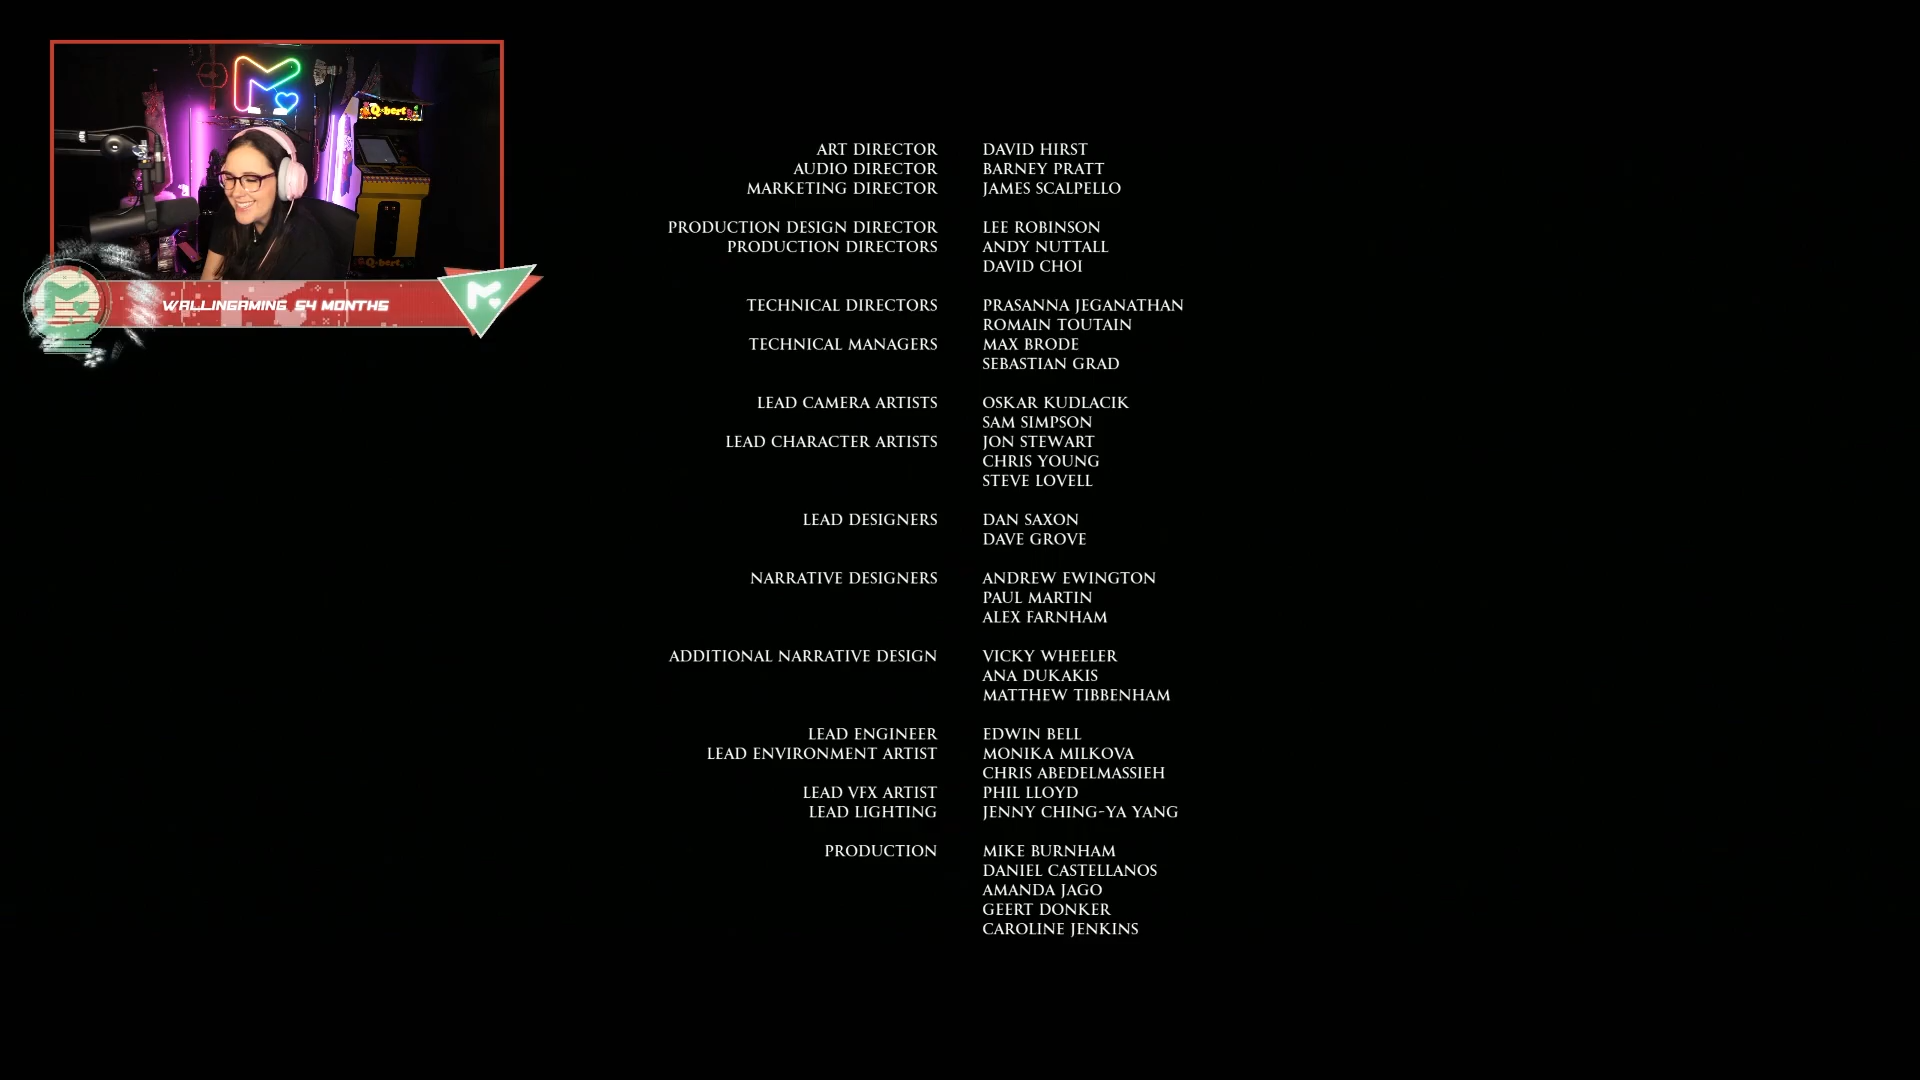 Q*bert
WALLINGAMING 54 MONTHS
ART DIRECTOR DAVID HIRST
AUDIO DIRECTOR BARNEY PRATT
MARKETING DIRECTOR JAMES SCALPELLO
PRODUCTION DESIGN DIRECTOR LEE ROBINSON
PRODUCTION DIRECTORS ANDY NUTTALL
DAVID CHOI
TECHNICAL DIRECTORS PRASANNA JEGANATHAN
ROMAIN TOUTAIN
TECHNICAL MANAGERS MAX BRODE
SEBASTIAN GRAD
LEAD CAMERA ARTISTS OSKAR KUDLACIK
SAM SIMPSON
LEAD CHARACTER ARTISTS JON STEWART
CHRIS YOUNG
STEVE LOVELL
LEAD DESIGNERS DAN SAXON
DAVE GROVE
NARRATIVE DESIGNERS ANDREW EWINGTON
PAUL MARTIN
ALEX FARNHAM
ADDITIONAL NARRATIVE DESIGN VICKY WHEELER
ANA DUKAKIS
MATTHEW TIBBENHAM
LEAD ENGINEER EDWIN BELL
LEAD ENVIRONMENT ARTIST MONIKA MILKOVA
CHRIS ABEDELMASSIEH
LEAD VFX ARTIST PHIL LLOYD
LEAD LIGHTING JENNY CHING-YA YANG
PRODUCTION MIKE BURNHAM
DANIEL CASTELLANOS
AMANDA JAGO
GEERT DONKER
CAROLINE JENKINS